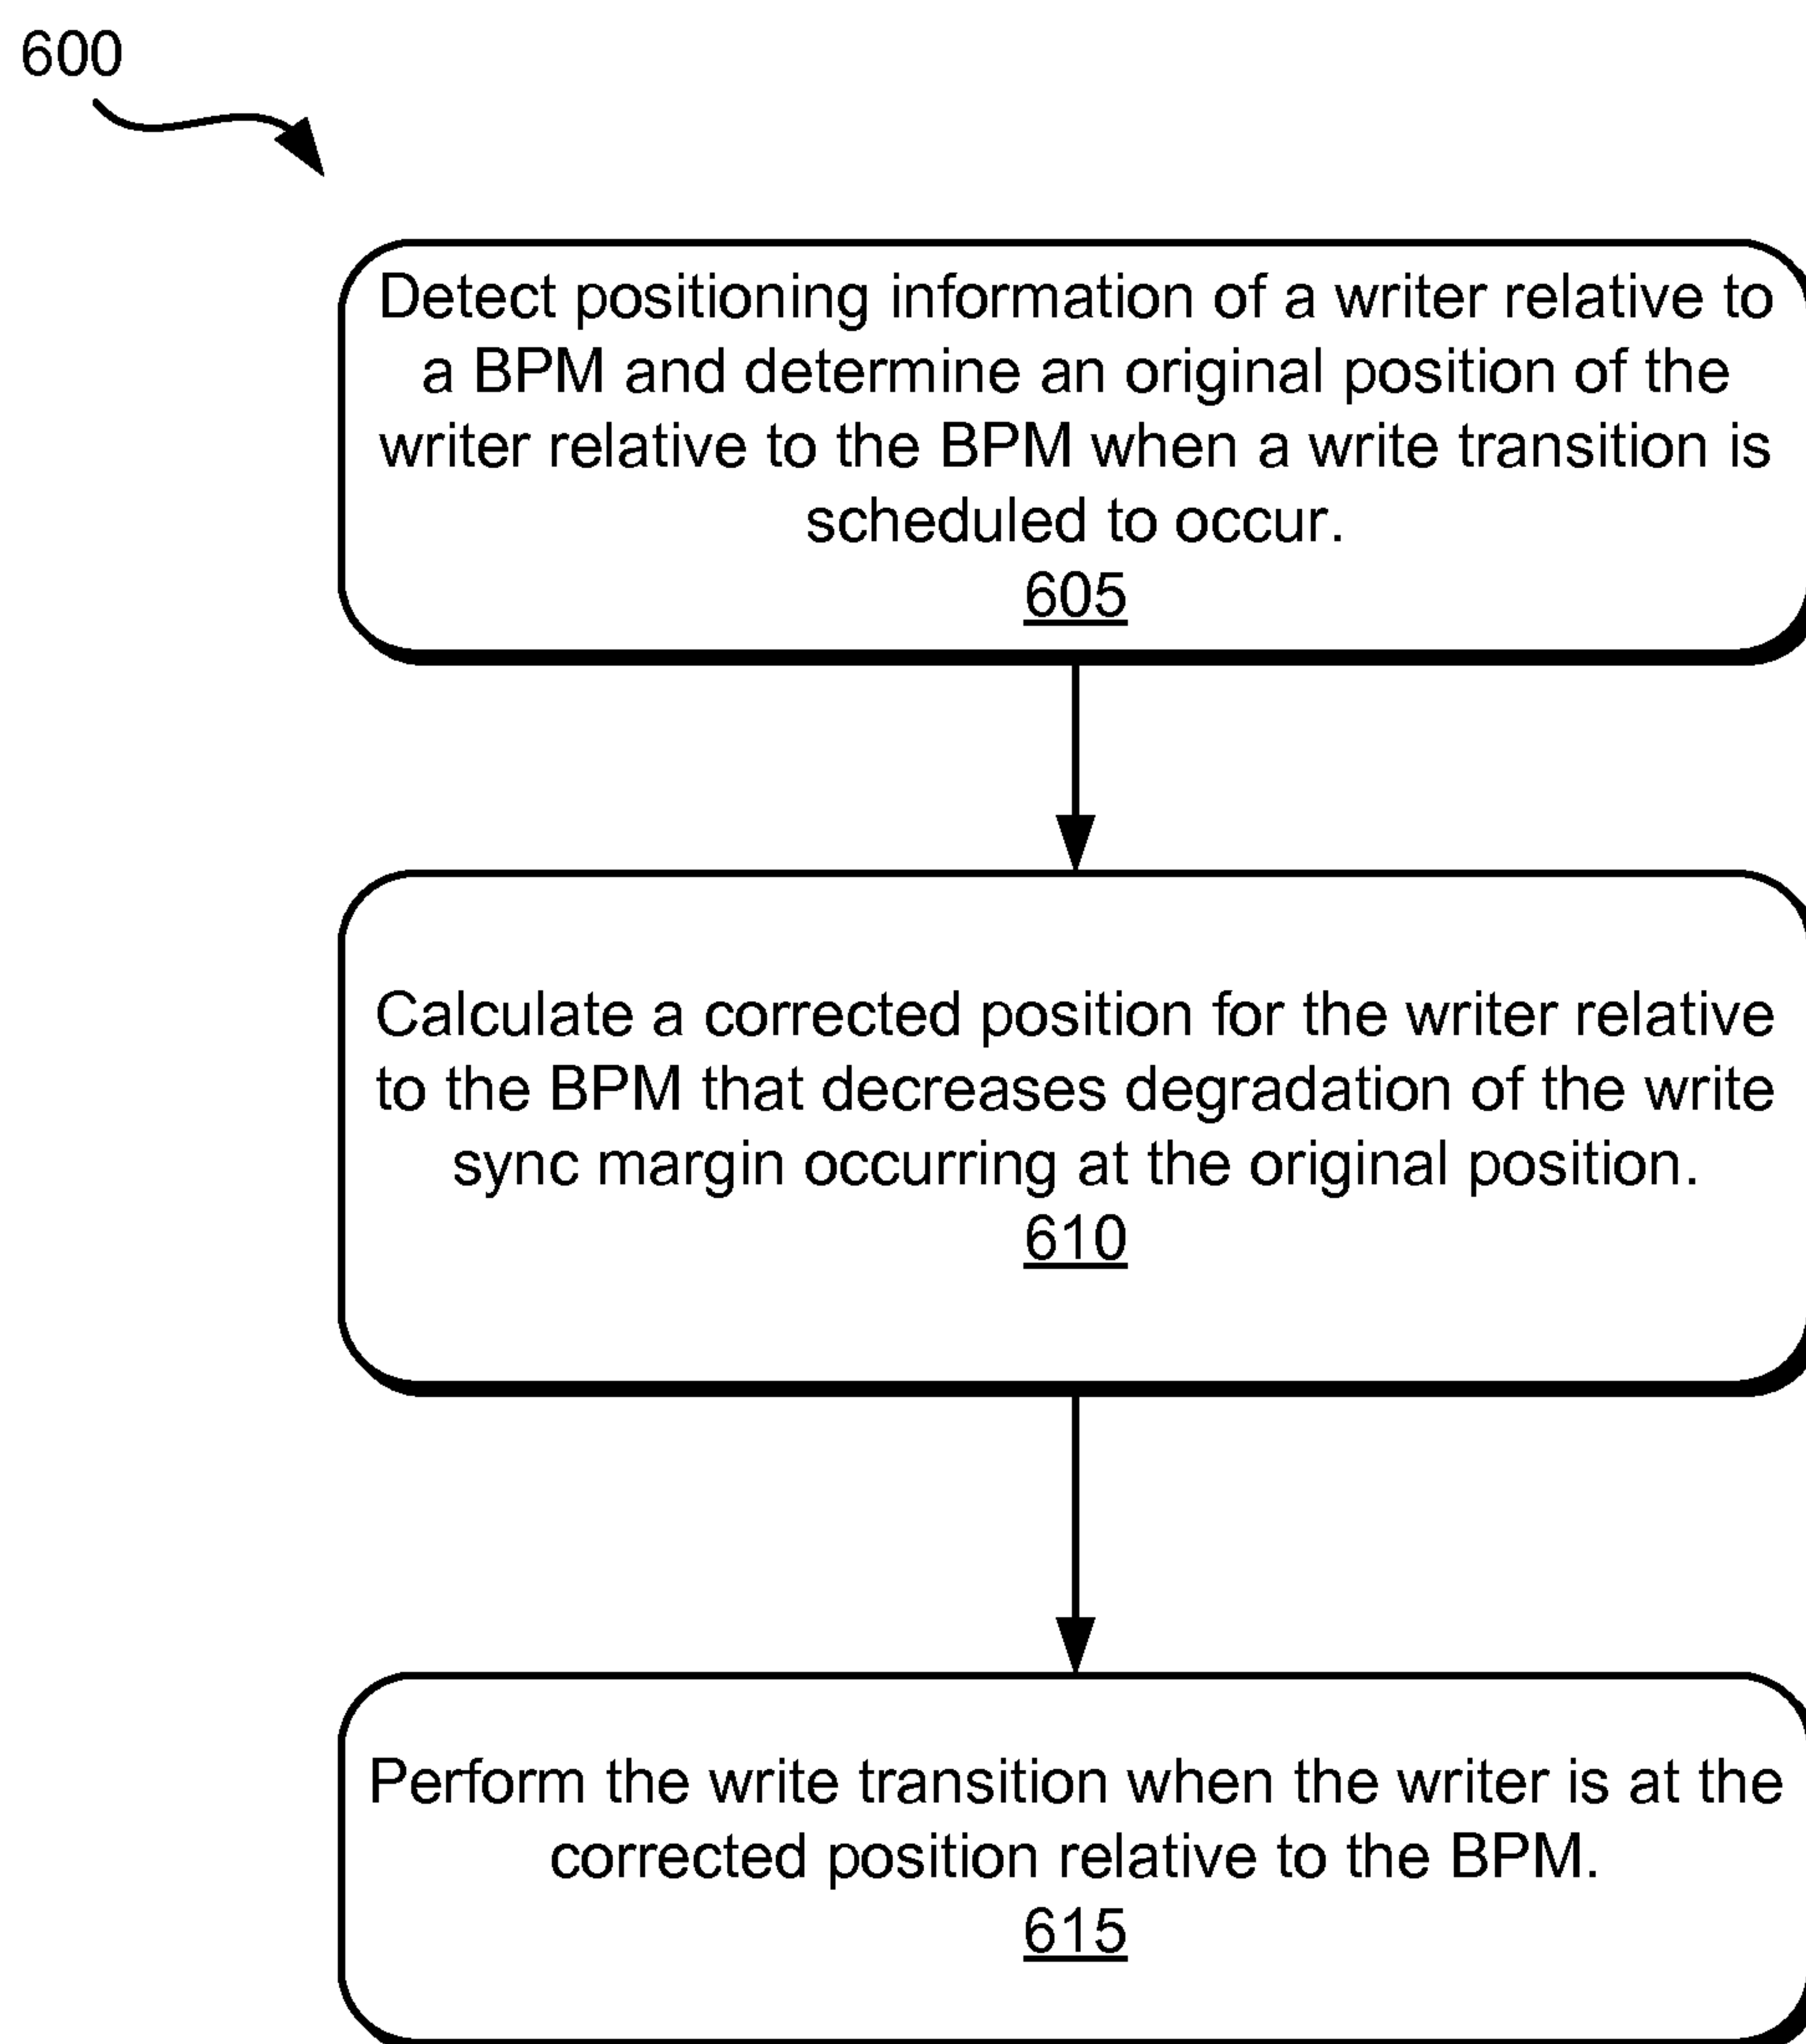 600
Detect positioning information of a writer relative to
a BPM and determine an original position of the
writer relative to the BPM when a write transition is
scheduled to occur.
605
Calculate a corrected position for the writer relative
to the BPM that decreases degradation of the write
sync margin occurring at the original position.
610
Perform the write transition when the writer is at the
corrected position relative to the BPM.
615